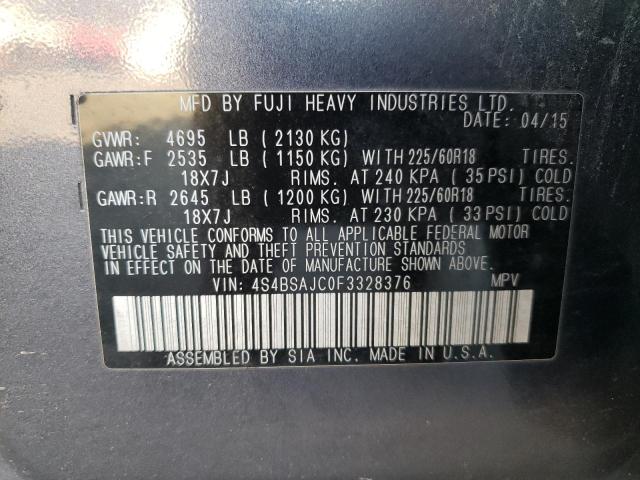 MFD BY FUJI HEAVY INDUSTRIES LTD.
DATE: 04/15
GVWR: 4695 LB ( 2130 KG)
GAWR:F 2535 LB ( 1150 KG) WITH 225/60R18 TIRES.
18X7J RIMS. AT 240 KPA ( 35 PSI) COLD
GAWR:R 2645 LB ( 1200 KG) WITH 225/60R18 TIRES.
18X7J RIMS. AT 230 KPA ( 33 PSI) COLD
THIS VEHICLE CONFORMS TO ALL APPLICABLE FEDERAL MOTOR
VEHICLE SAFETY AND THEFT PREVENTION STANDARDS
IN EFFECT ON THE DATE OF MANUFACTURE SHOWN ABOVE.
VIN: 4S4BSAJC0F3328376 MPV
ASSEMBLED BY SIA INC. MADE IN U.S.A.